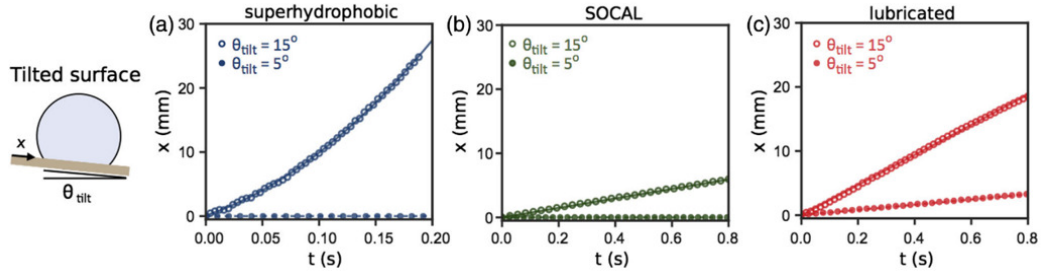 Tilted surface
x
θtilt
(a)
superhydrophobic
θtilt = 15°
θtilt = 5°
x (mm)
30
20
10
0
0.00 0.05 0.10 0.15 0.20
t (s)
(b)
SOCAL
θtilt = 15°
θtilt = 5°
x (mm)
30
20
10
0
0.0 0.2 0.4 0.6 0.8
t (s)
(c)
lubricated
θtilt = 15°
θtilt = 5°
x (mm)
30
20
10
0
0.0 0.2 0.4 0.6 0.8
t (s)